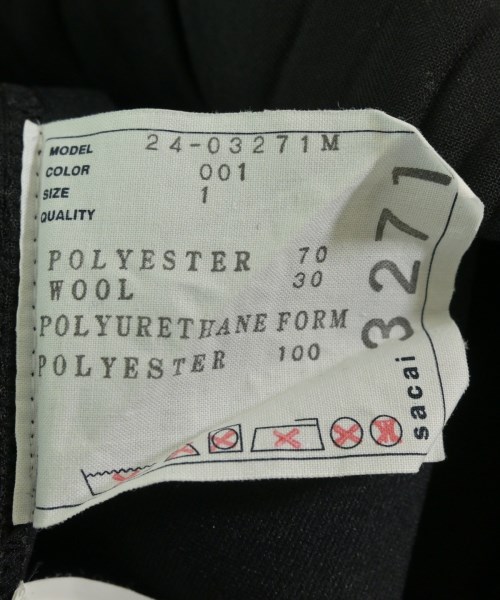 MODEL 24-03271M
COLOR 001
SIZE 1
QUALITY
POLYESTER 70
WOOL 30
POLYURETHANE FORM
POLYESTER 100
3271
sacai